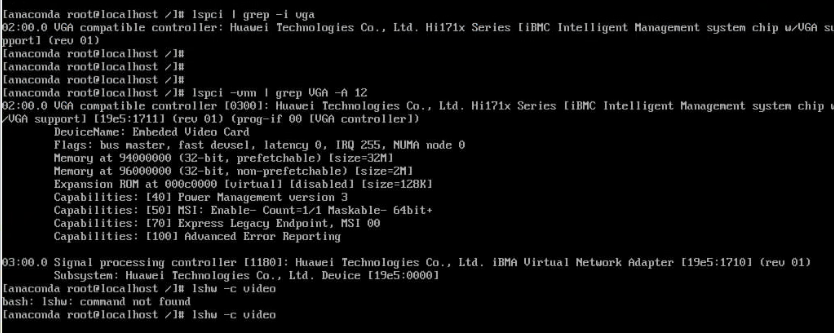 [anaconda root@localhost /]# lspci | grep -i vga
02:00.0 VGA compatible controller: Huawei Technologies Co., Ltd. Hi171x Series [iBMC Intelligent Management system chip w/VGA su
pport] (rev 01)
[anaconda root@localhost /]#
[anaconda root@localhost /]#
[anaconda root@localhost /]# lspci -vnn | grep VGA -A 12
02:00.0 VGA compatible controller [0300]: Huawei Technologies Co., Ltd. Hi171x Series [iBMC Intelligent Management system chip w
/VGA support] [19e5:1711] (rev 01) (prog-if 00 [VGA controller])
DeviceName: Embeded Video Card
Flags: bus master, fast devsel, latency 0, IRQ 255, NUMA node 0
Memory at 94000000 (32-bit, prefetchable) [size=32M]
Memory at 96000000 (32-bit, non-prefetchable) [size=2M]
Expansion ROM at 000c0000 [virtual] [disabled] [size=128K]
Capabilities: [40] Power Management version 3
Capabilities: [50] MSI: Enable- Count=1/1 Maskable- 64bit+
Capabilities: [70] Express Legacy Endpoint, MSI 00
Capabilities: [100] Advanced Error Reporting
03:00.0 Signal processing controller [1180]: Huawei Technologies Co., Ltd. iBMA Virtual Network Adapter [19e5:1710] (rev 01)
Subsystem: Huawei Technologies Co., Ltd. Device [19e5:0000]
[anaconda root@localhost /]# lshw -c video
bash: lshw: command not found
[anaconda root@localhost /]# lshw -c video